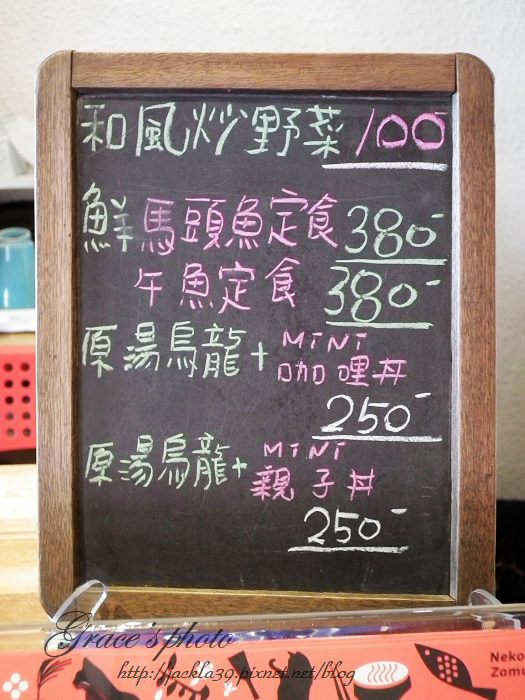 和風炒野菜 100
鮮馬頭魚定食 380-
午魚定食 380-
原湯烏龍+ MiNi
咖哩丼
250-
原湯烏龍+ MiNi
親子丼
250-
Grace's photo
http://jackla39.pixnet.net/blog
Neko
Zama